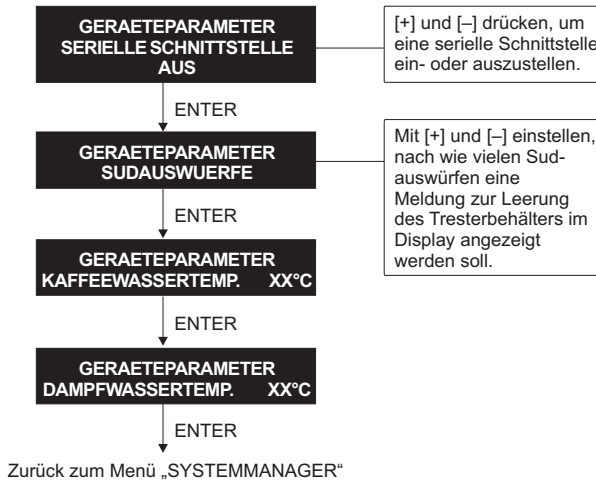 GERAETEPARAMETER
SERIELLE SCHNITTSTELLE
AUS
[+] und [–] drücken, um
eine serielle Schnittstelle
ein- oder auszustellen.
ENTER
GERAETEPARAMETER
SUDAUSWUERFE
Mit [+] und [–] einstellen,
nach wie vielen Sud-
auswürfen eine
Meldung zur Leerung
des Tresterbehälters im
Display angezeigt
werden soll.
ENTER
GERAETEPARAMETER
KAFFEEWASSERTEMP. XX°C
ENTER
GERAETEPARAMETER
DAMPFWASSERTEMP. XX°C
ENTER
Zurück zum Menü „SYSTEMMANAGER“